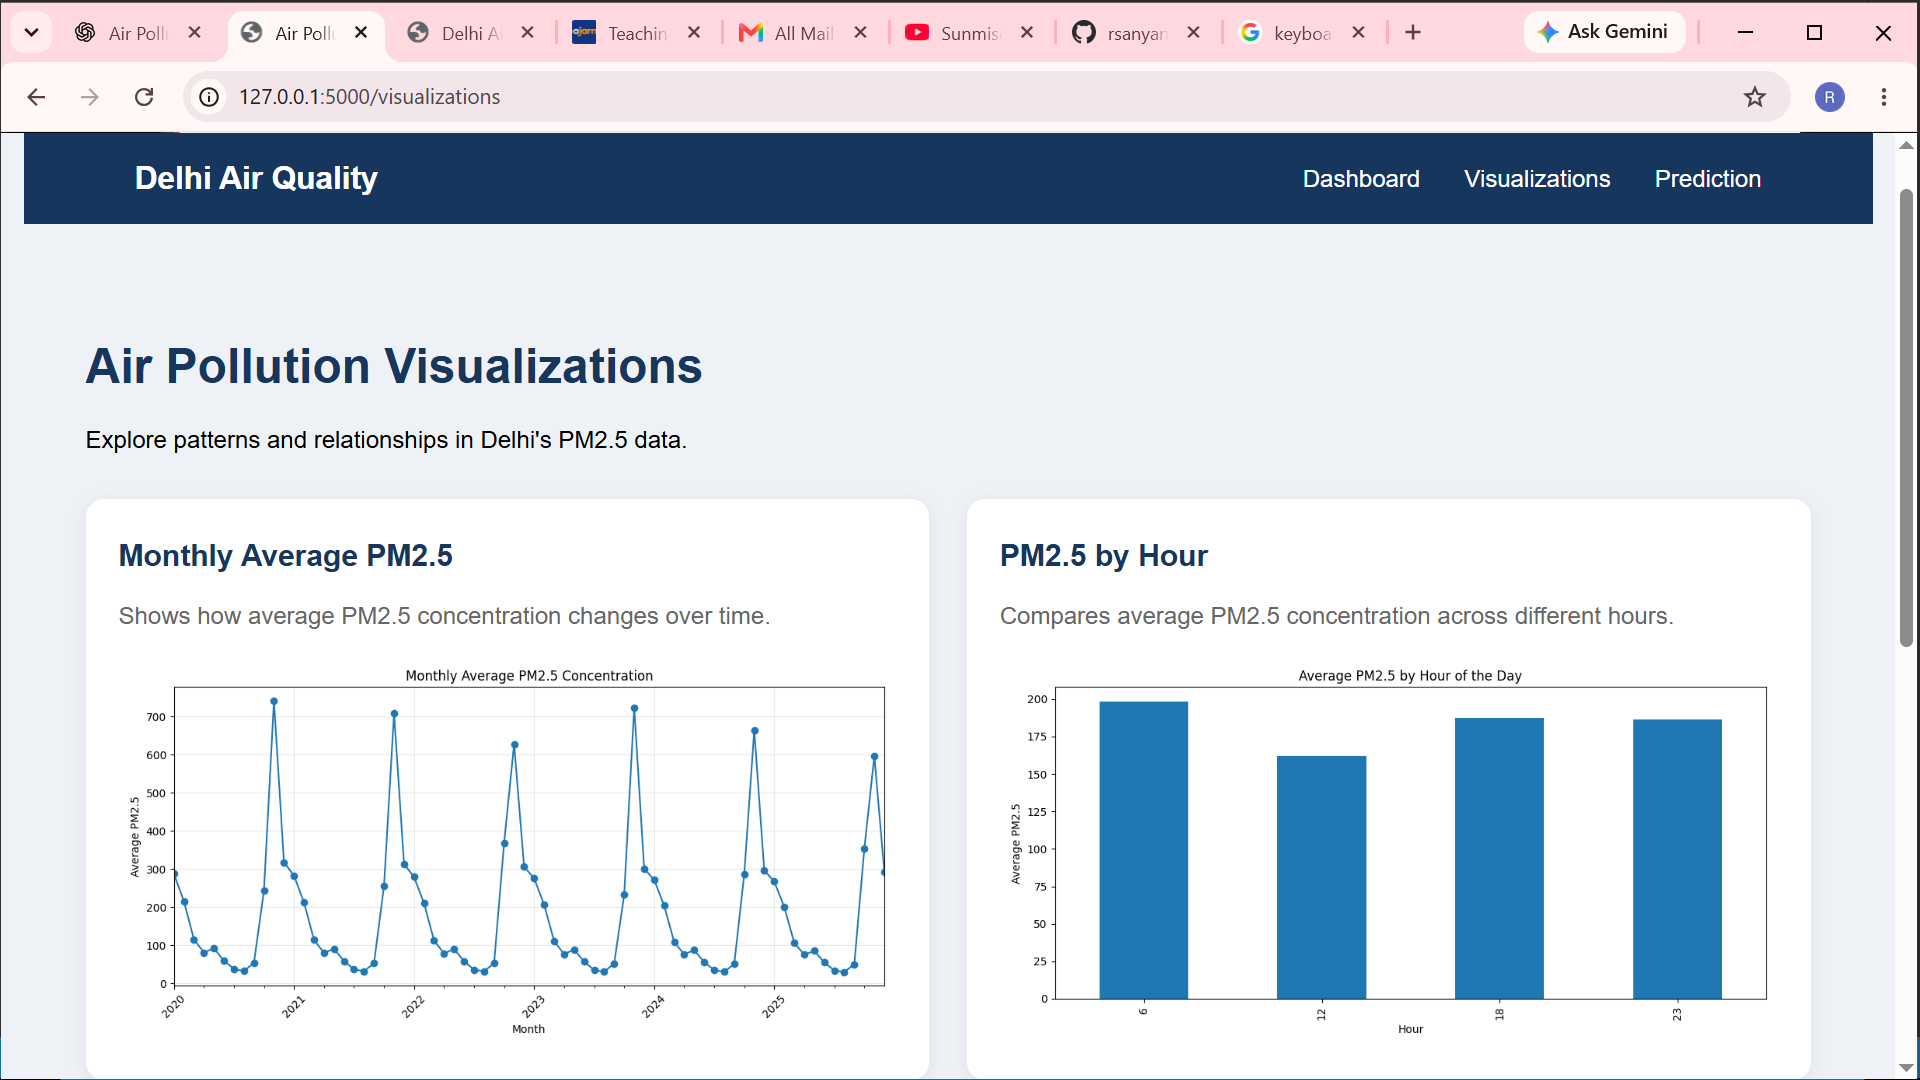 Air Poll
Air Poll
Delhi Ai
Teachin
All Mail
Sunmis
rsanyan
keyboa
Ask Gemini
127.0.0.1:5000/visualizations
R
Delhi Air Quality
Dashboard
Visualizations
Prediction
Air Pollution Visualizations
Explore patterns and relationships in Delhi's PM2.5 data.
Monthly Average PM2.5
Shows how average PM2.5 concentration changes over time.
Monthly Average PM2.5 Concentration
Average PM2.5
700
600
500
400
300
200
100
0
2020
2021
2022
2023
2024
2025
Month
PM2.5 by Hour
Compares average PM2.5 concentration across different hours.
Average PM2.5 by Hour of the Day
Average PM2.5
200
175
150
125
100
75
50
25
0
6
12
18
23
Hour